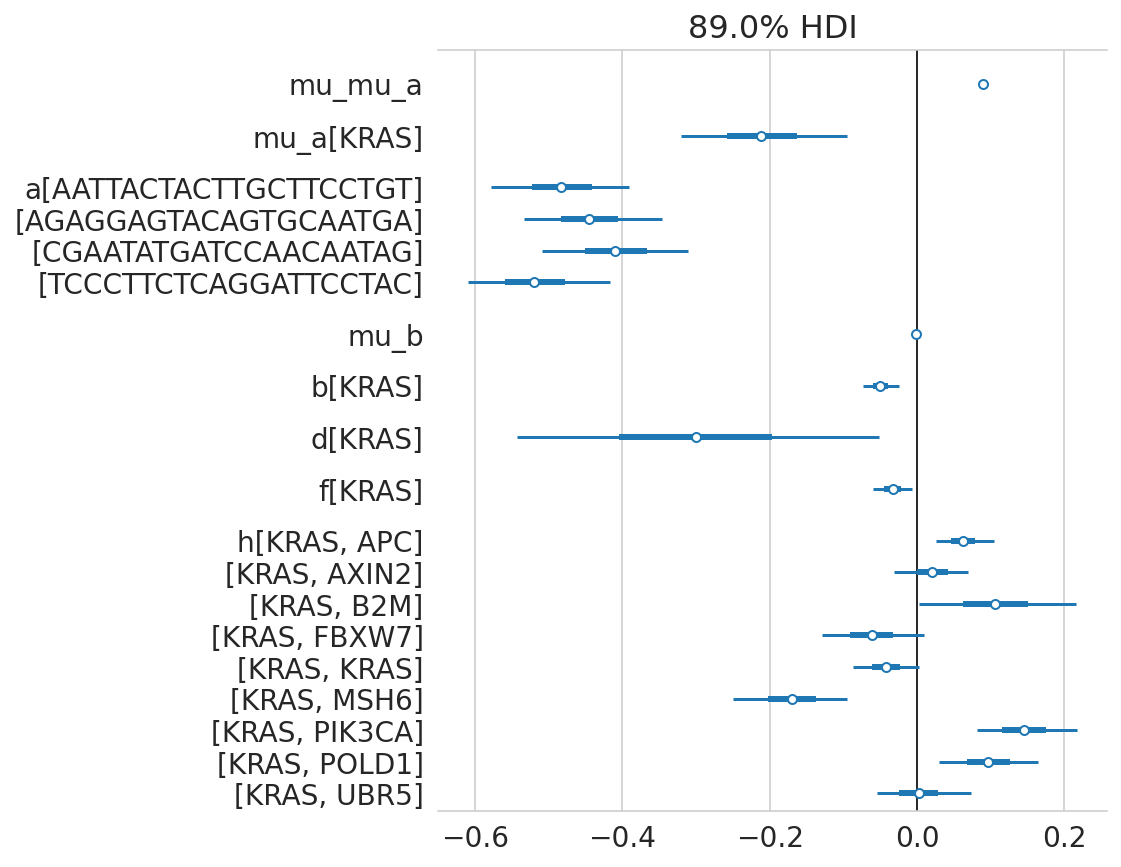 89.0% HDI
mu_mu_a
mu_a[KRAS]
a[AATTACTACTTGCTTCCTGT]
[AGAGGAGTACAGTGCAATGA]
[CGAATATGATCCAACAATAG]
[TCCCTTCTCAGGATTCCTAC]
mu_b
b[KRAS]
d[KRAS]
f[KRAS]
h[KRAS, APC]
[KRAS, AXIN2]
[KRAS, B2M]
[KRAS, FBXW7]
[KRAS, KRAS]
[KRAS, MSH6]
[KRAS, PIK3CA]
[KRAS, POLD1]
[KRAS, UBR5]
−0.6 −0.4 −0.2 0.0 0.2